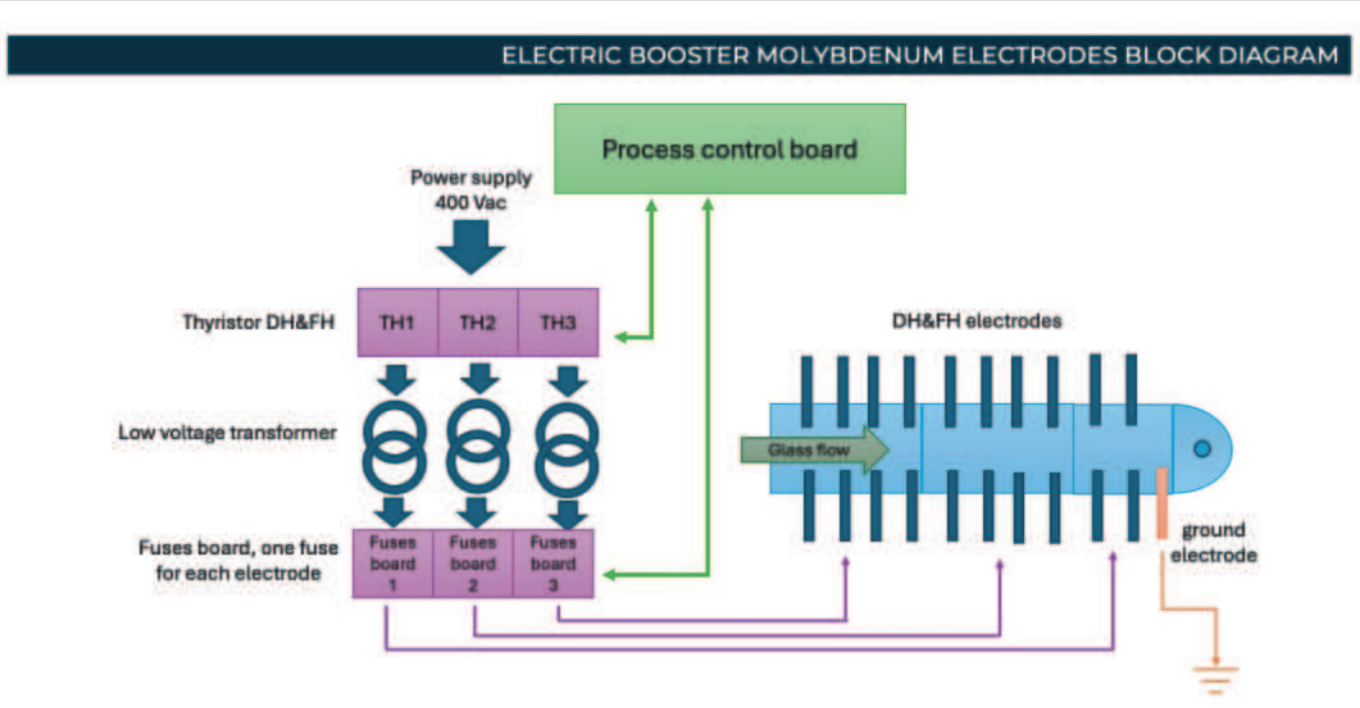 ELECTRIC BOOSTER MOLYBDENUM ELECTRODES BLOCK DIAGRAM
Process control board
Power supply
400 Vac
Thyristor DH&FH
TH1
TH2
TH3
DH&FH electrodes
Low voltage transformer
Glass flow
Fuses board, one fuse
for each electrode
Fuses
board
1
Fuses
board
2
Fuses
board
3
ground
electrode